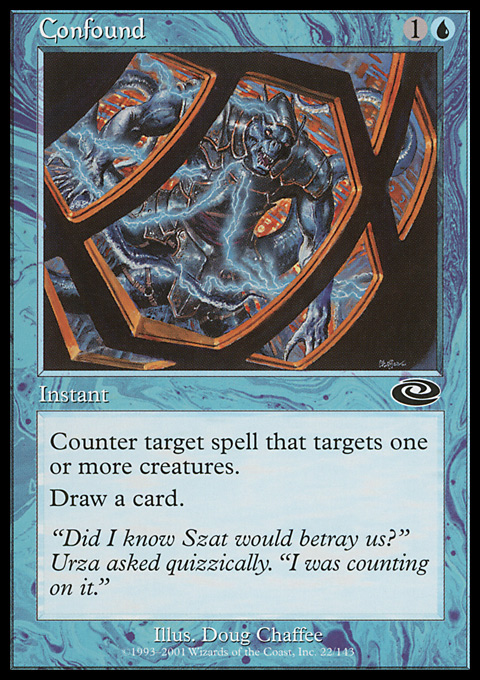 Confound 1
Instant
Counter target spell that targets one
or more creatures.
Draw a card.
“Did I know Szat would betray us?”
Urza asked quizzically. “I was counting
on it.”
Illus. Doug Chaffee
©1993–2001 Wizards of the Coast, Inc. 22/143